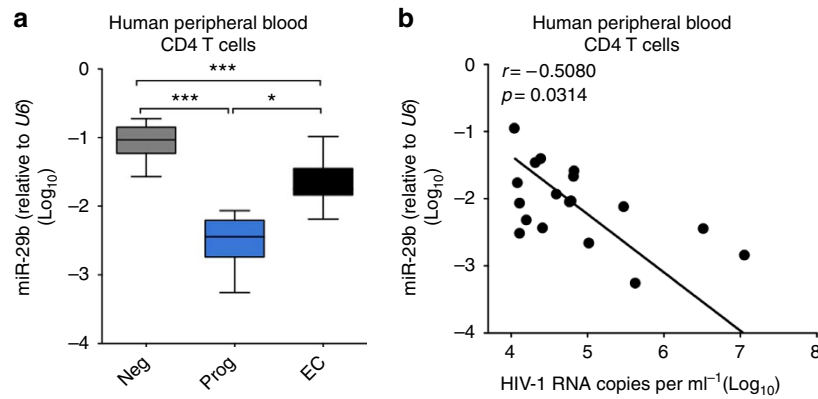 a
Human peripheral blood
CD4 T cells
***
***
*
miR-29b (relative to U6)
(Log10)
0
–1
–2
–3
–4
Neg
Prog
EC
b
Human peripheral blood
CD4 T cells
r= –0.5080
p= 0.0314
miR-29b (relative to U6)
(Log10)
0
–1
–2
–3
–4
4
5
6
7
8
HIV-1 RNA copies per ml–1(Log10)